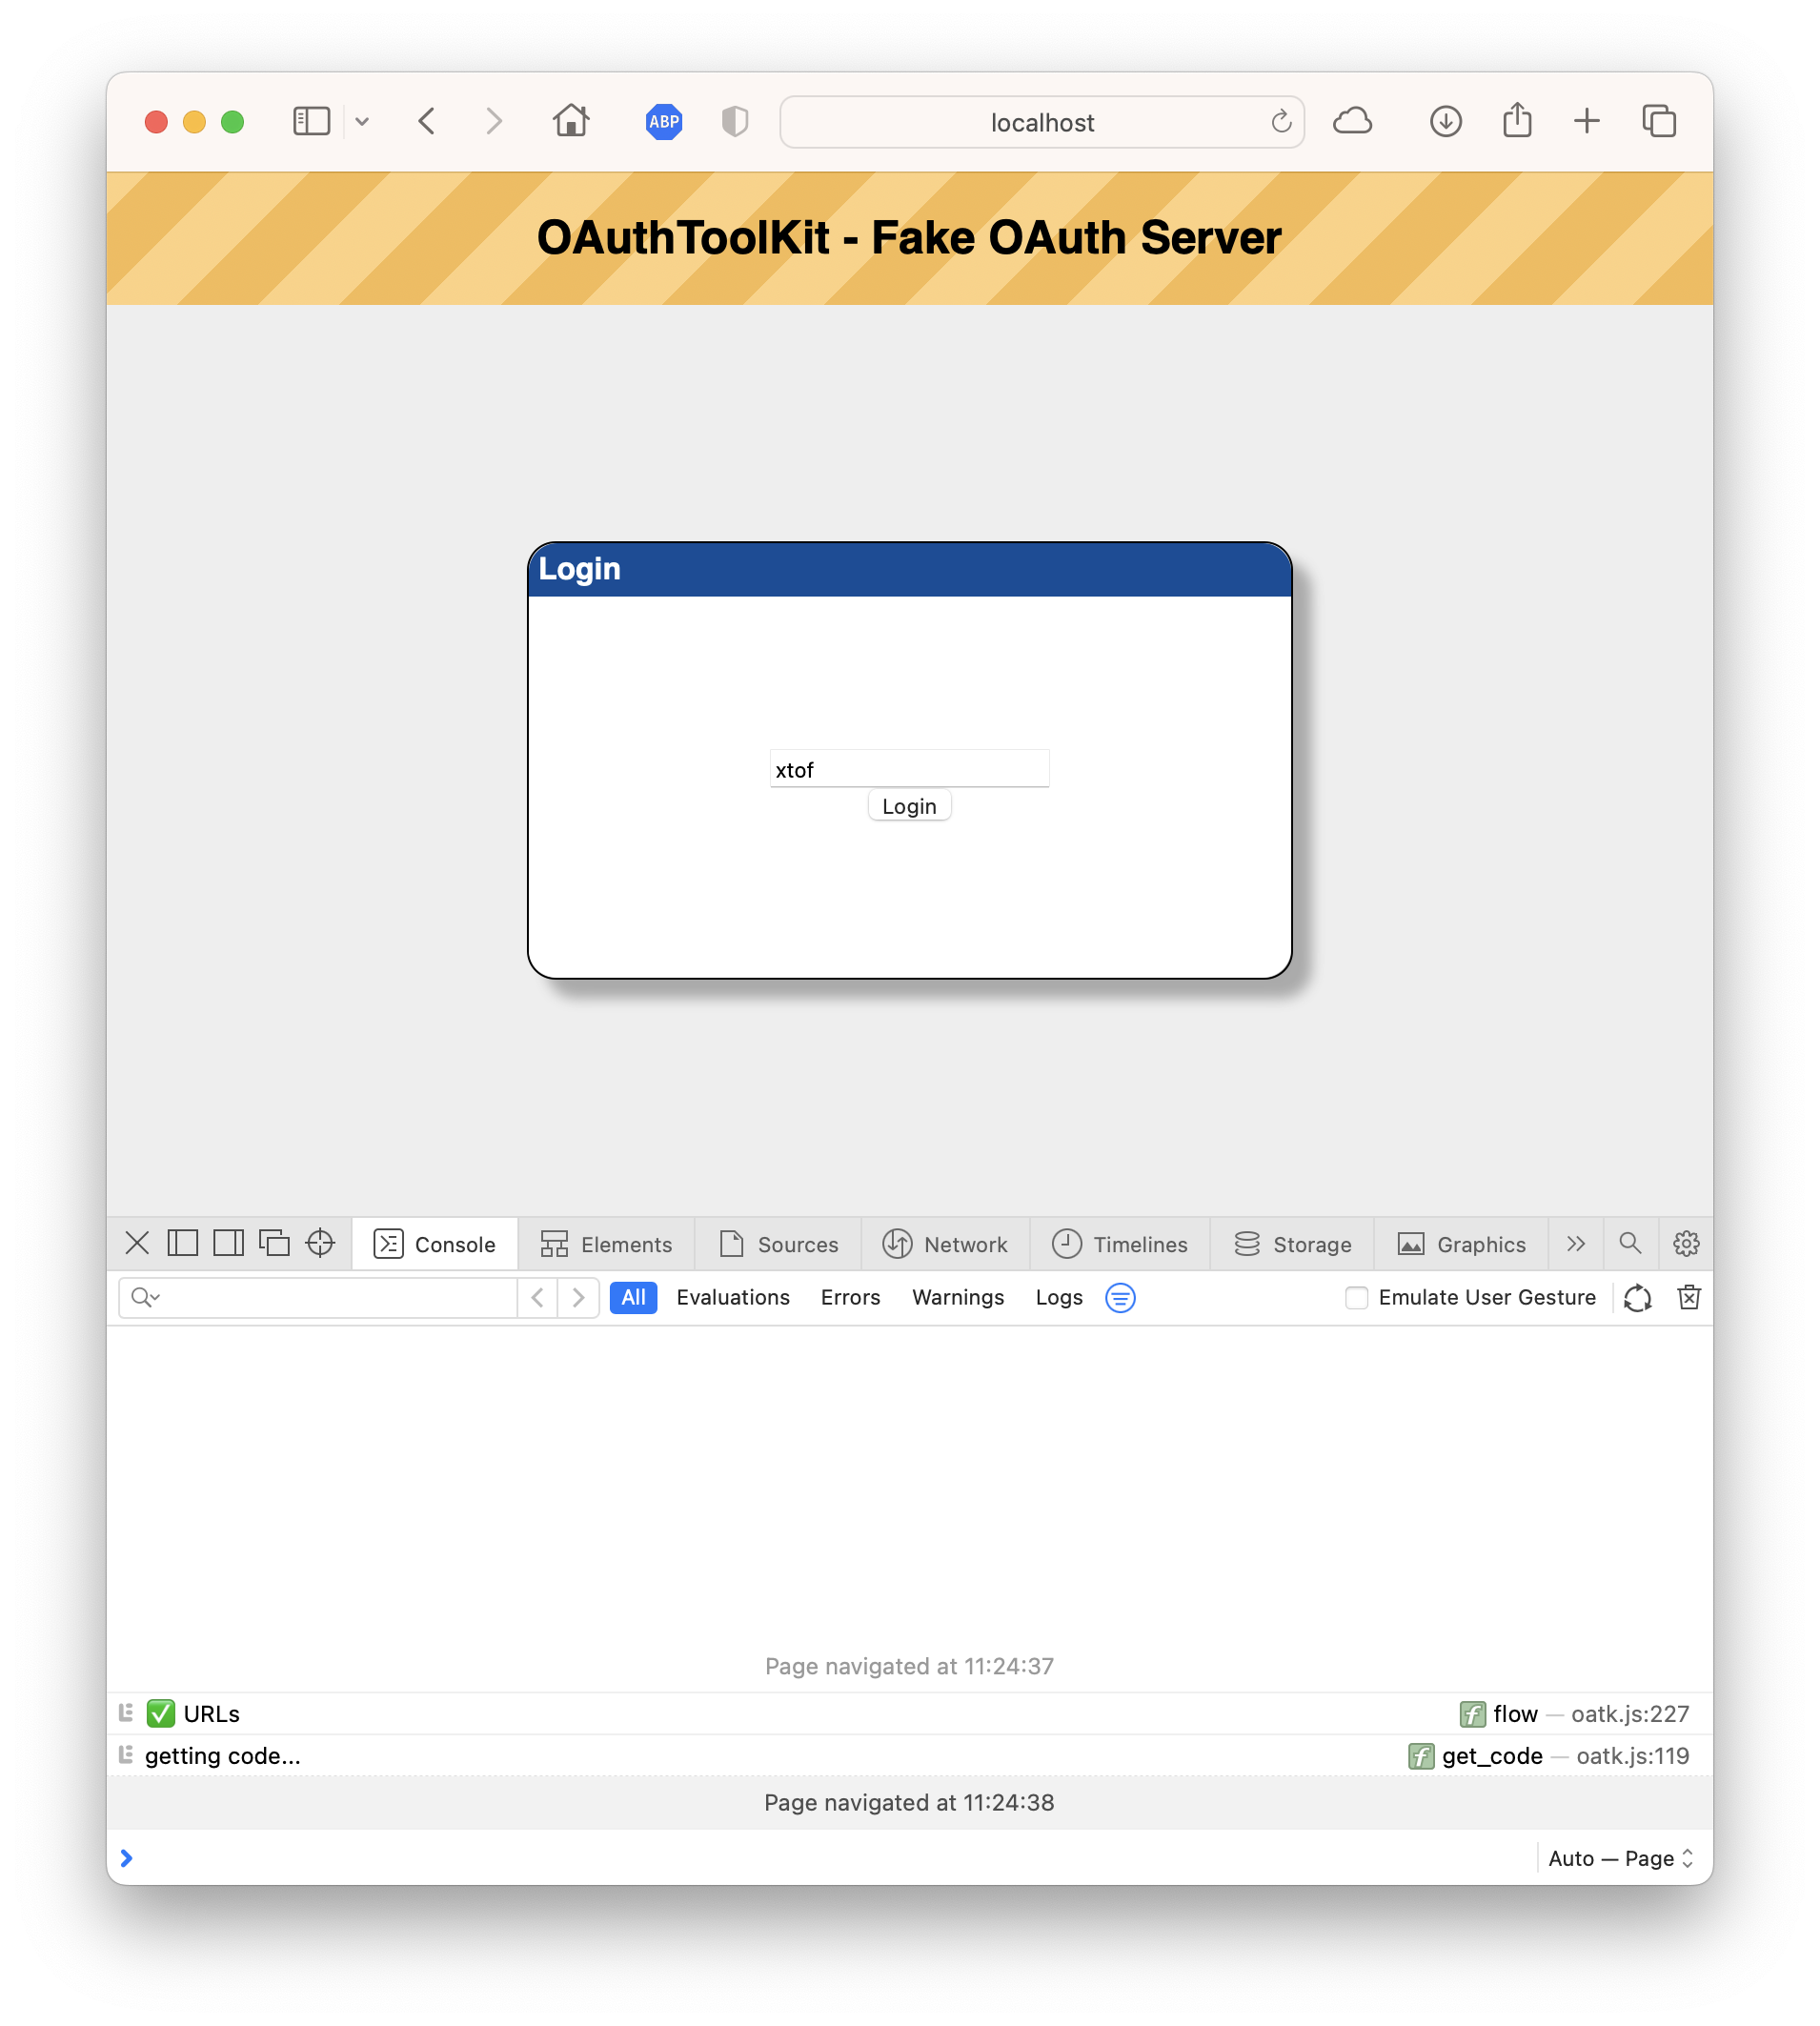 ABP
localhost
OAuthToolKit - Fake OAuth Server
Login
xtof
Login
Console Elements Sources Network Timelines Storage Graphics
All Evaluations Errors Warnings Logs Emulate User Gesture
Page navigated at 11:24:37
✅ URLs f flow — oatk.js:227
getting code... f get_code — oatk.js:119
Page navigated at 11:24:38
Auto — Page